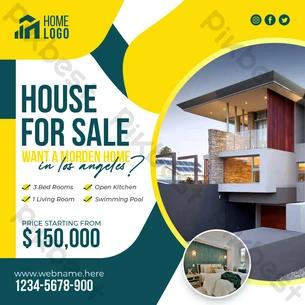 HOME
LOGO
HOUSE
FOR SALE
WANT A MORDEN HOME
in los angeles?
3 Bed Rooms
Open Kitchen
1 Living Room
Swimming Pool
PRICE STARTING FROM
$150,000
www.webname.here
1234-5678-900